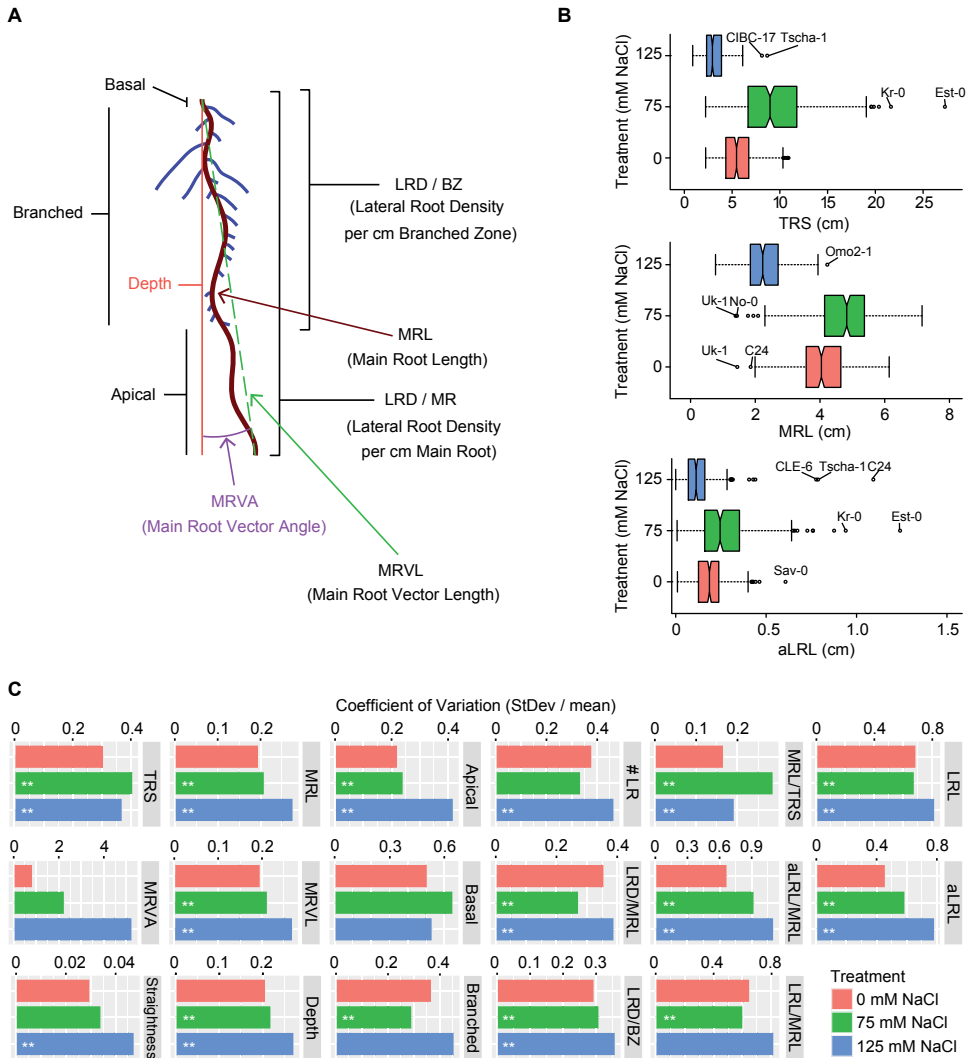 A
Basal
Branched
Depth
Apical
LRD / BZ
(Lateral Root Density
per cm Branched Zone)
MRL
(Main Root Length)
LRD / MR
(Lateral Root Density
per cm Main Root)
MRVA
(Main Root Vector Angle)
MRVL
(Main Root Vector Length)
B
Treatnent (mM NaCl)
125
75
0
CIBC-17 Tscha-1
Kr-0 Est-0
0 5 10 15 20 25
TRS (cm)
Treatnent (mM NaCl)
125
75
0
Omo2-1
Uk-1 No-0
Uk-1 C24
0 2 4 6 8
MRL (cm)
Treatnent (mM NaCl)
125
75
0
CLE-6 Tscha-1 C24
Kr-0 Est-0
Sav-0
0 0.5 1.0 1.5
aLRL (cm)
C
Coefficient of Variation (StDev / mean)
0 0.2 0.4
**
**
TRS
0 0.2
**
**
MRL
0 0.2 0.4
**
**
Apical
0 0.2 0.4
**
# LR
0 0.1 0.2
**
**
MRL/TRS
0 0.4 0.8
**
LRL
0 2 4
MRVA
0 0.2
**
**
MRVL
0 0.3 0.6
Basal
0 0.2 0.4
**
**
LRD/MRL
0 0.3 0.6 0.9
**
**
aLRL/MRL
0 0.4 0.8
**
**
aLRL
0 0.02 0.04
**
Straightness
0 0.2
**
**
Depth
0 0.2 0.4
**
Branched
0 0.1 0.2 0.3
**
**
LRD/BZ
0 0.4 0.8
**
LRL/MRL
Treatment
0 mM NaCl
75 mM NaCl
125 mM NaCl